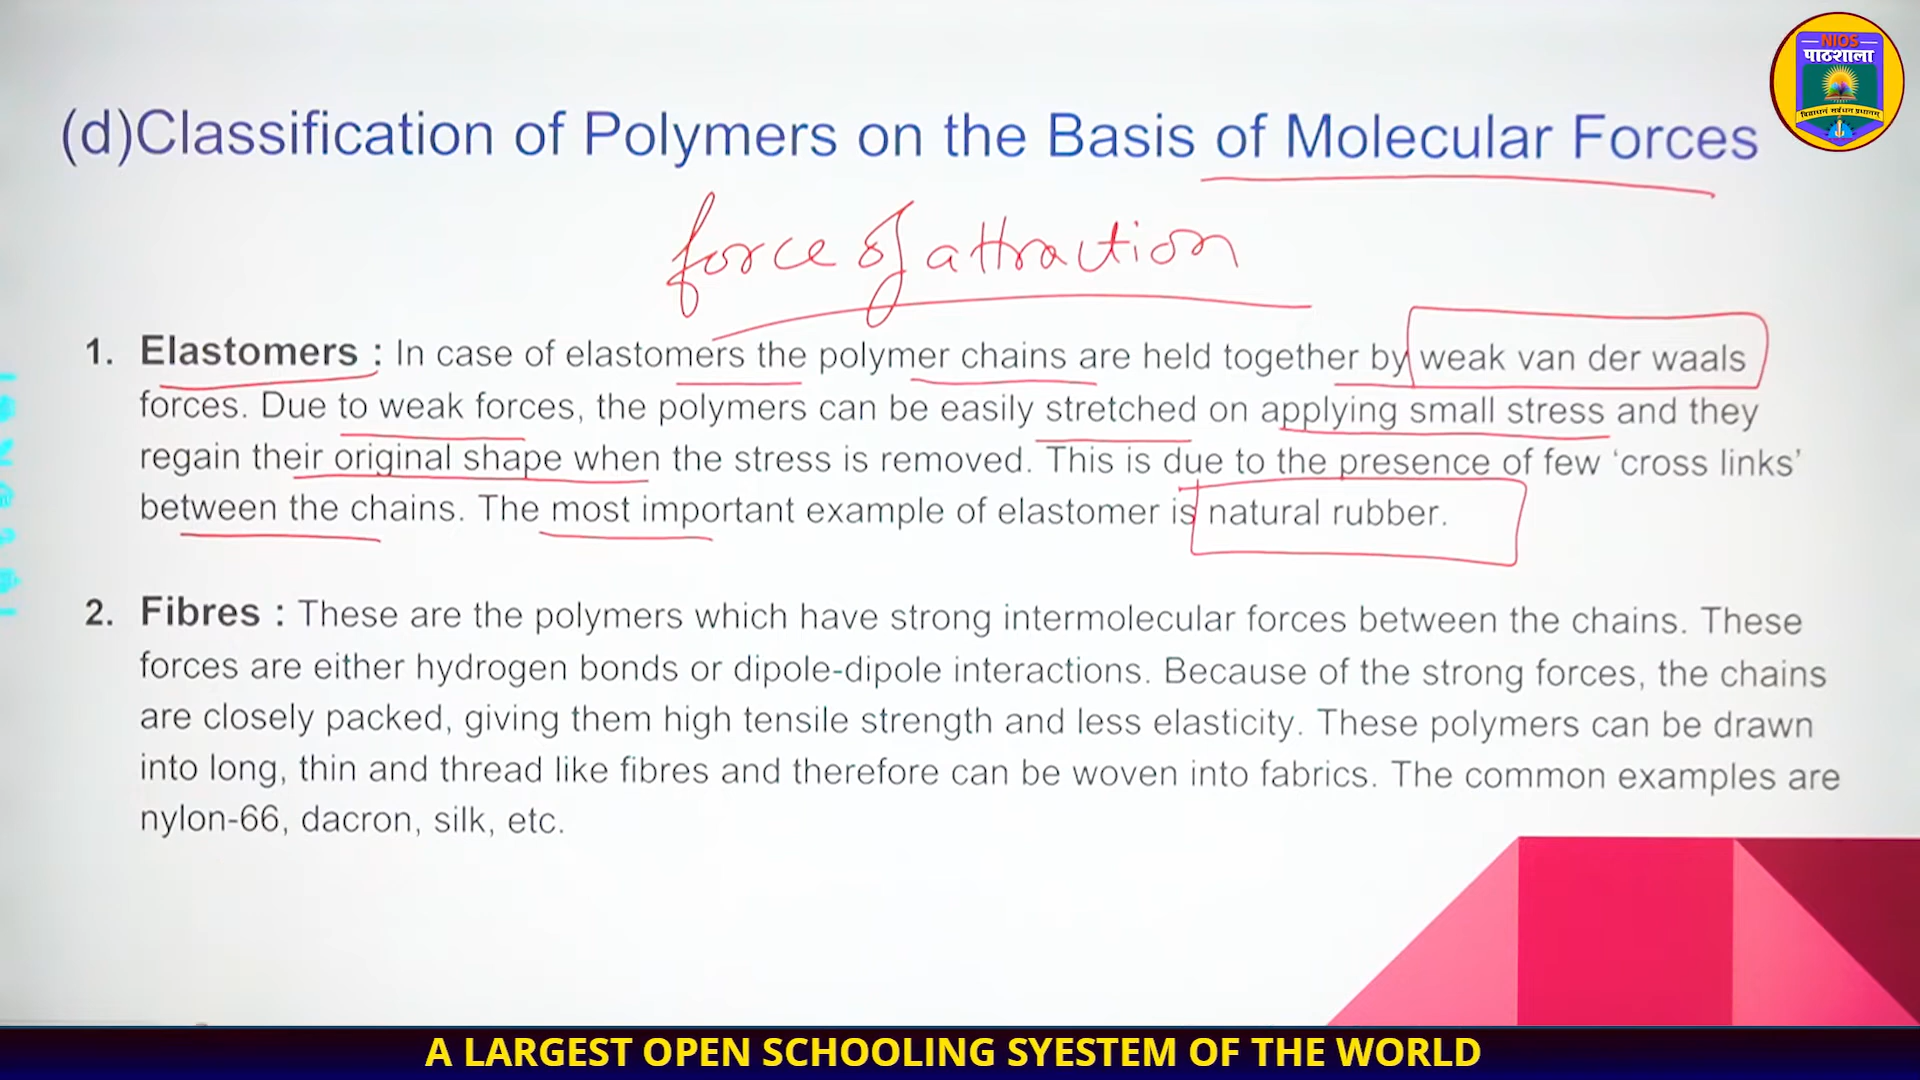 NIOS
पाठशाला
(d)Classification of Polymers on the Basis of Molecular Forces
force of attraction
1. Elastomers : In case of elastomers the polymer chains are held together by weak van der waals
forces. Due to weak forces, the polymers can be easily stretched on applying small stress and they
regain their original shape when the stress is removed. This is due to the presence of few ‘cross links’
between the chains. The most important example of elastomer is natural rubber.
2. Fibres : These are the polymers which have strong intermolecular forces between the chains. These
forces are either hydrogen bonds or dipole-dipole interactions. Because of the strong forces, the chains
are closely packed, giving them high tensile strength and less elasticity. These polymers can be drawn
into long, thin and thread like fibres and therefore can be woven into fabrics. The common examples are
nylon-66, dacron, silk, etc.
A LARGEST OPEN SCHOOLING SYESTEM OF THE WORLD